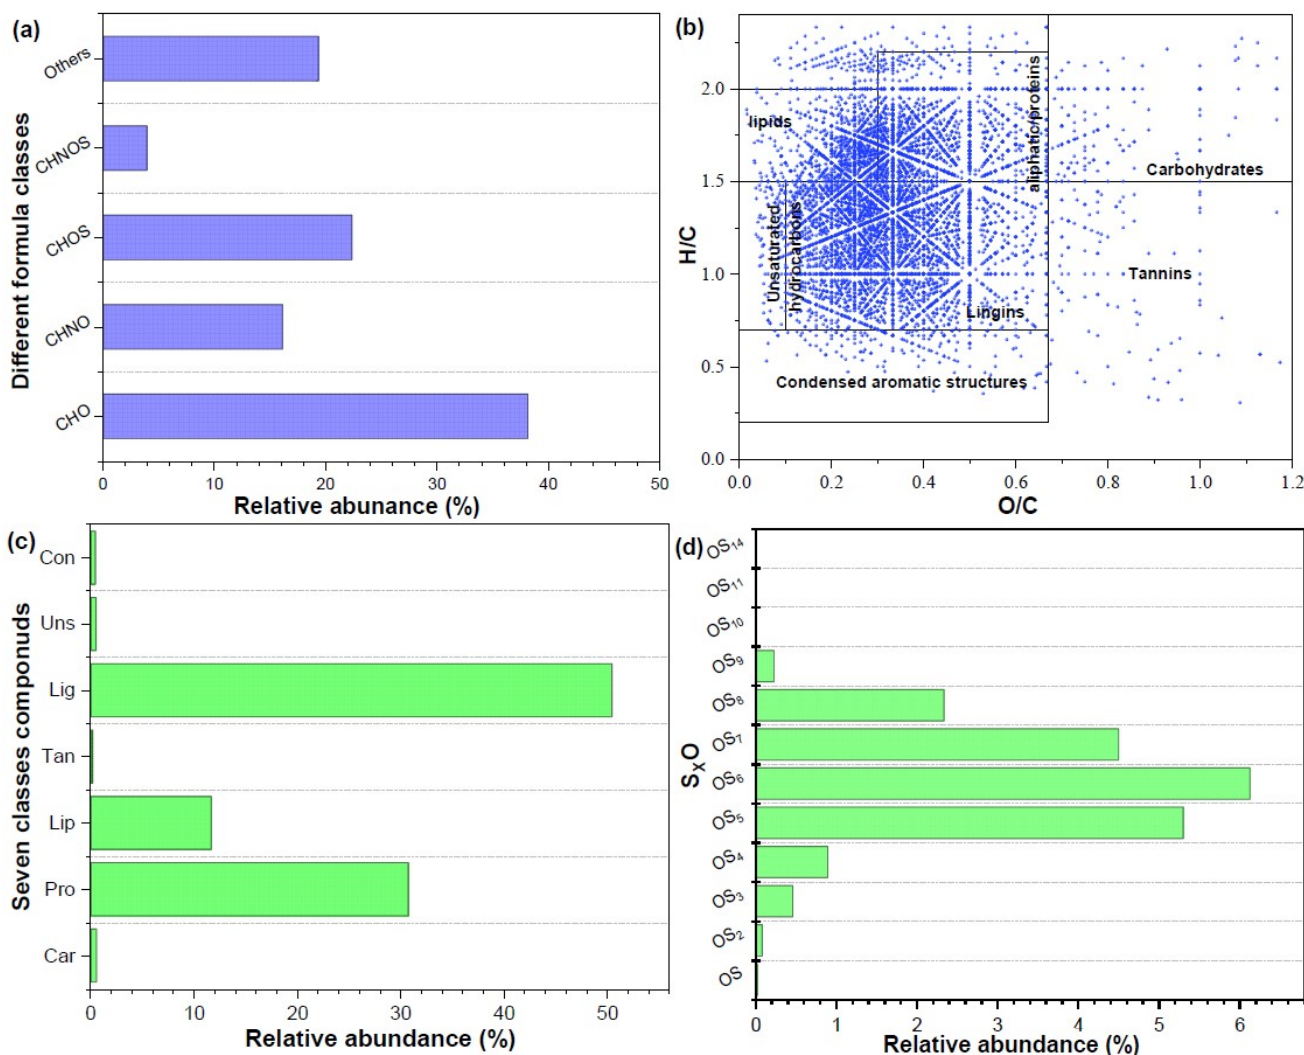 (a)
Different formula classes
Others
CHNOS
CHOS
CHNO
CHO
0 10 20 30 40 50
Relative abunance (%)
(b)
H/C
2.0
1.5
1.0
0.5
0.0
lipids
aliphatic/proteins
Carbohydrates
Unsaturated
hydrocarbons
Tannins
Lingins
Condensed aromatic structures
0.0 0.2 0.4 0.6 0.8 1.0 1.2
O/C
(c)
Seven classes componuds
Con
Uns
Lig
Tan
Lip
Pro
Car
0 10 20 30 40 50
Relative abundance (%)
(d)
SₓO
OS₁₄
OS₁₁
OS₁₀
OS₉
OS₈
OS₇
OS₆
OS₅
OS₄
OS₃
OS₂
OS
0 1 2 3 4 5 6
Relative abundance (%)